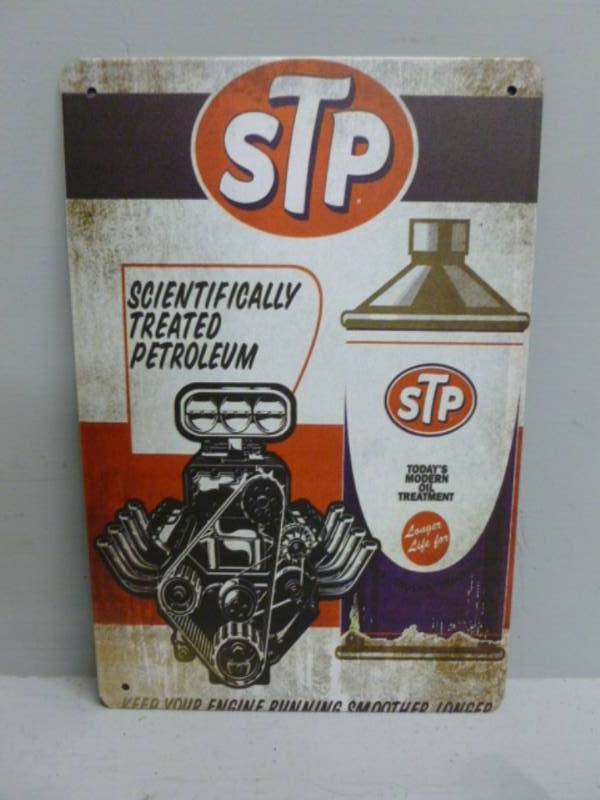 STP
SCIENTIFICALLY
TREATED
PETROLEUM
STP
TODAY'S
MODERN
OIL
TREATMENT
Longer
Life for
KEEP YOUR ENGINE RUNNING SMOOTHER LONGER